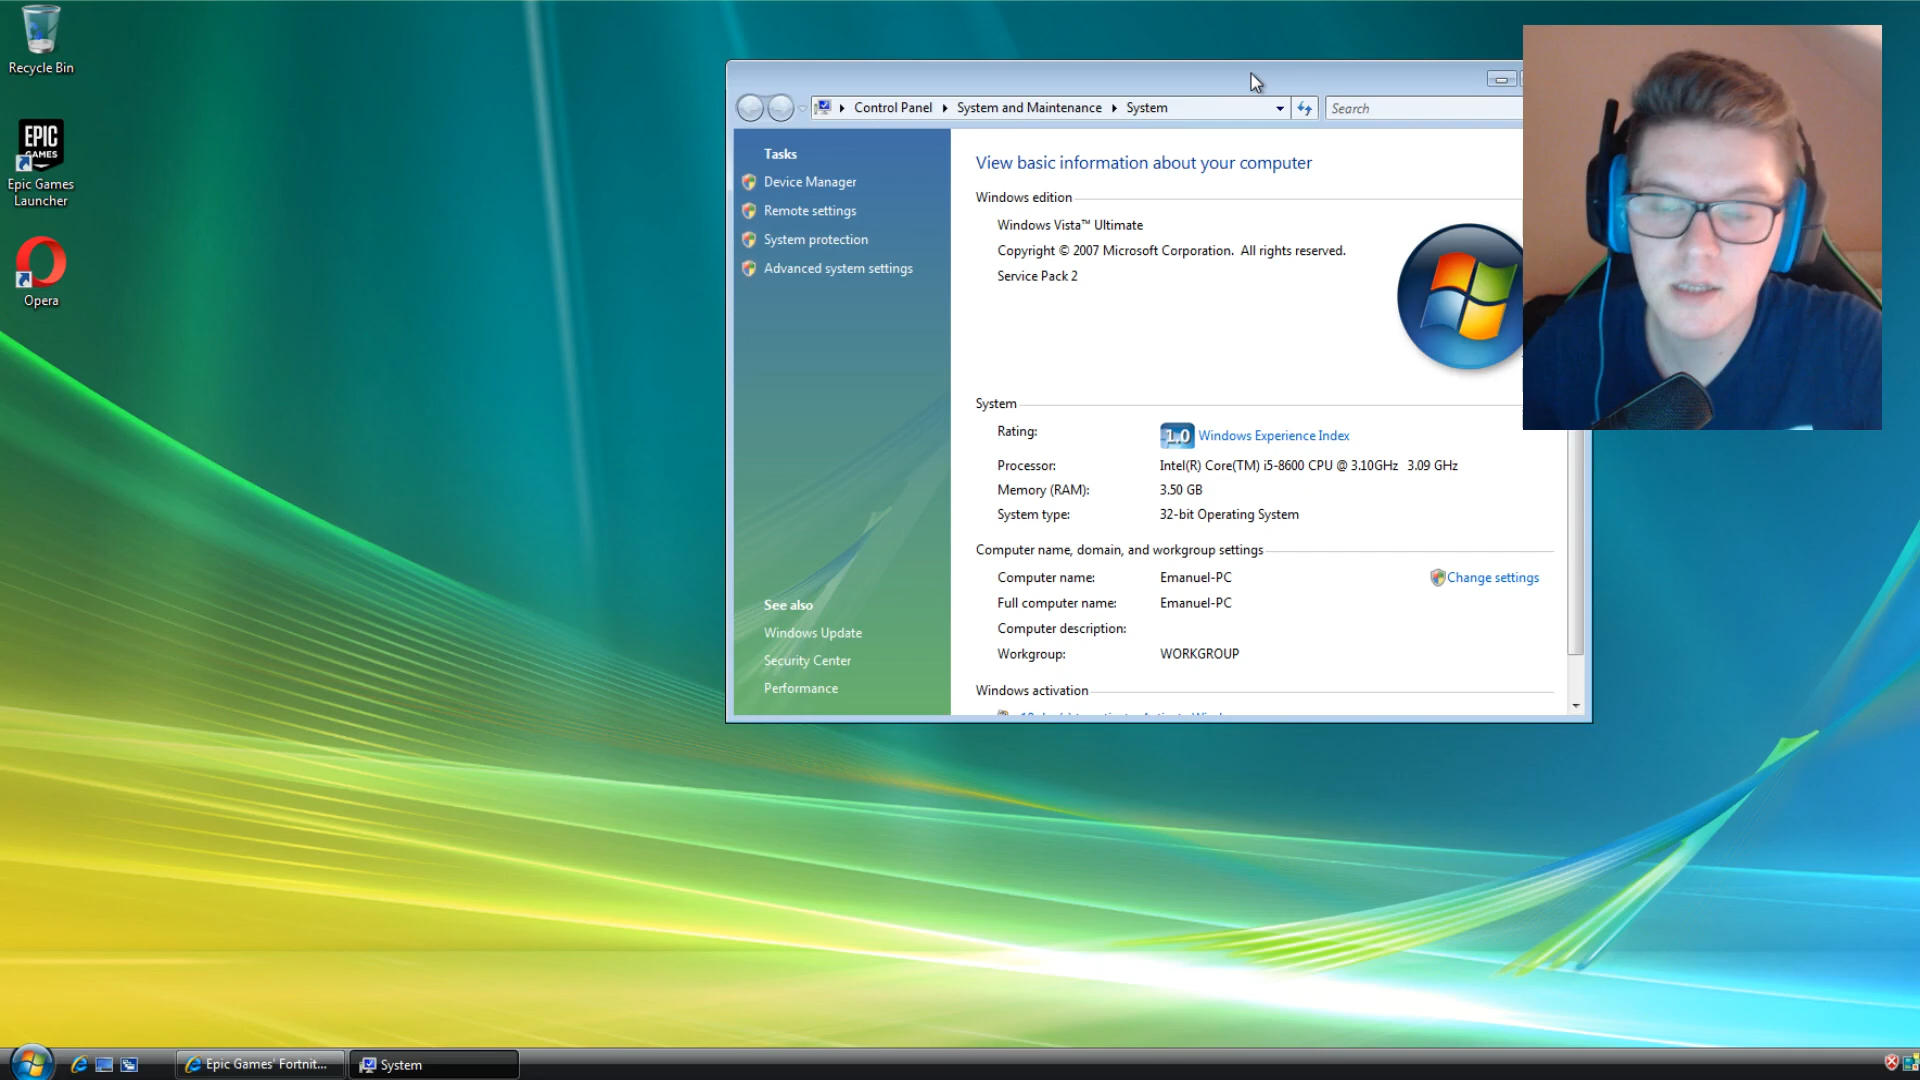 Recycle Bin
EPIC
GAMES
Epic Games
Launcher
Opera
Control Panel
System and Maintenance
System
Search
Tasks
Device Manager
Remote settings
System protection
Advanced system settings
See also
Windows Update
Security Center
Performance
View basic information about your computer
Windows edition
Windows Vista™ Ultimate
Copyright © 2007 Microsoft Corporation. All rights reserved.
Service Pack 2
System
Rating: 1.0 Windows Experience Index
Processor: Intel(R) Core(TM) i5-8600 CPU @ 3.10GHz 3.09 GHz
Memory (RAM): 3.50 GB
System type: 32-bit Operating System
Computer name, domain, and workgroup settings
Computer name: Emanuel-PC
Change settings
Full computer name: Emanuel-PC
Computer description:
Workgroup: WORKGROUP
Windows activation
Epic Games' Fortnit...
System